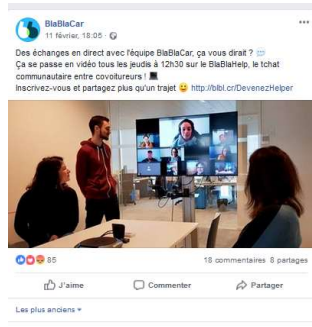 BlaBlaCar
11 février, 18:05 ·
Des échanges en direct avec l'équipe BlaBlaCar, ça vous dirait ?
Ça se passe en vidéo tous les jeudis à 12h30 sur le BlaBlaHelp, le tchat
communautaire entre covoitureurs !
Inscrivez-vous et partagez plus qu'un trajet http://blbl.cr/DevenezHelper
85
18 commentaires 8 partages
J'aime Commenter Partager
Les plus anciens